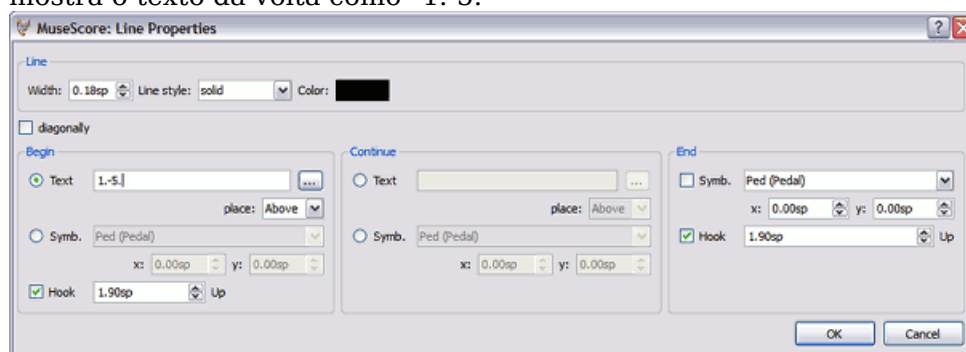 mostra o texto da volta como "1.-5."
MuseScore: Line Properties
Line
Width: 0.18sp Line style: solid Color:
diagonally
Begin
Text 1.-5.
...
place: Above
Symb. Ped (Pedal)
x: 0.00sp y: 0.00sp
Hook 1.90sp Up
Continue
Text
...
place: Above
Symb. Ped (Pedal)
x: 0.00sp y: 0.00sp
End
Symb. Ped (Pedal)
x: 0.00sp y: 0.00sp
Hook 1.90sp Up
OK Cancel